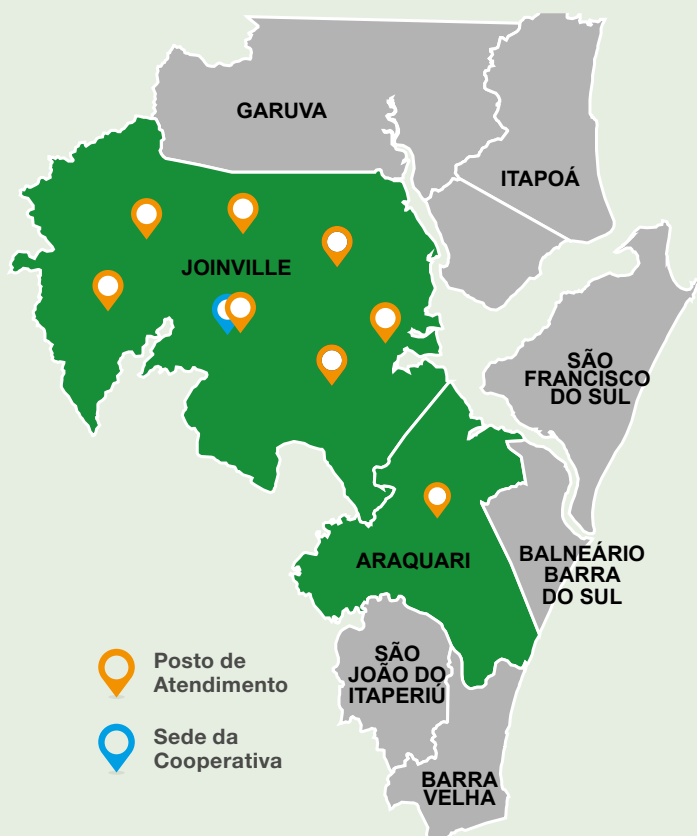 GARUVA
ITAPOÁ
JOINVILLE
SÃO
FRANCISCO
DO SUL
ARAQUARI
BALNEÁRIO
BARRA
DO SUL
SÃO
JOÃO DO
ITAPERIÚ
BARRA
VELHA
Posto de
Atendimento
Sede da
Cooperativa